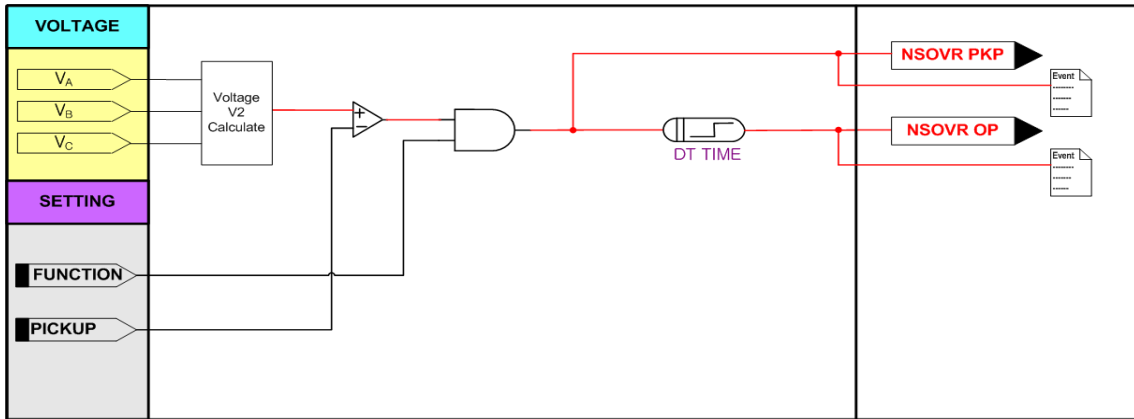 VOLTAGE
VA
VB
VC
Voltage
V2
Calculate
+
−
SETTING
FUNCTION
PICKUP
DT TIME
NSOVR PKP
Event
NSOVR OP
Event